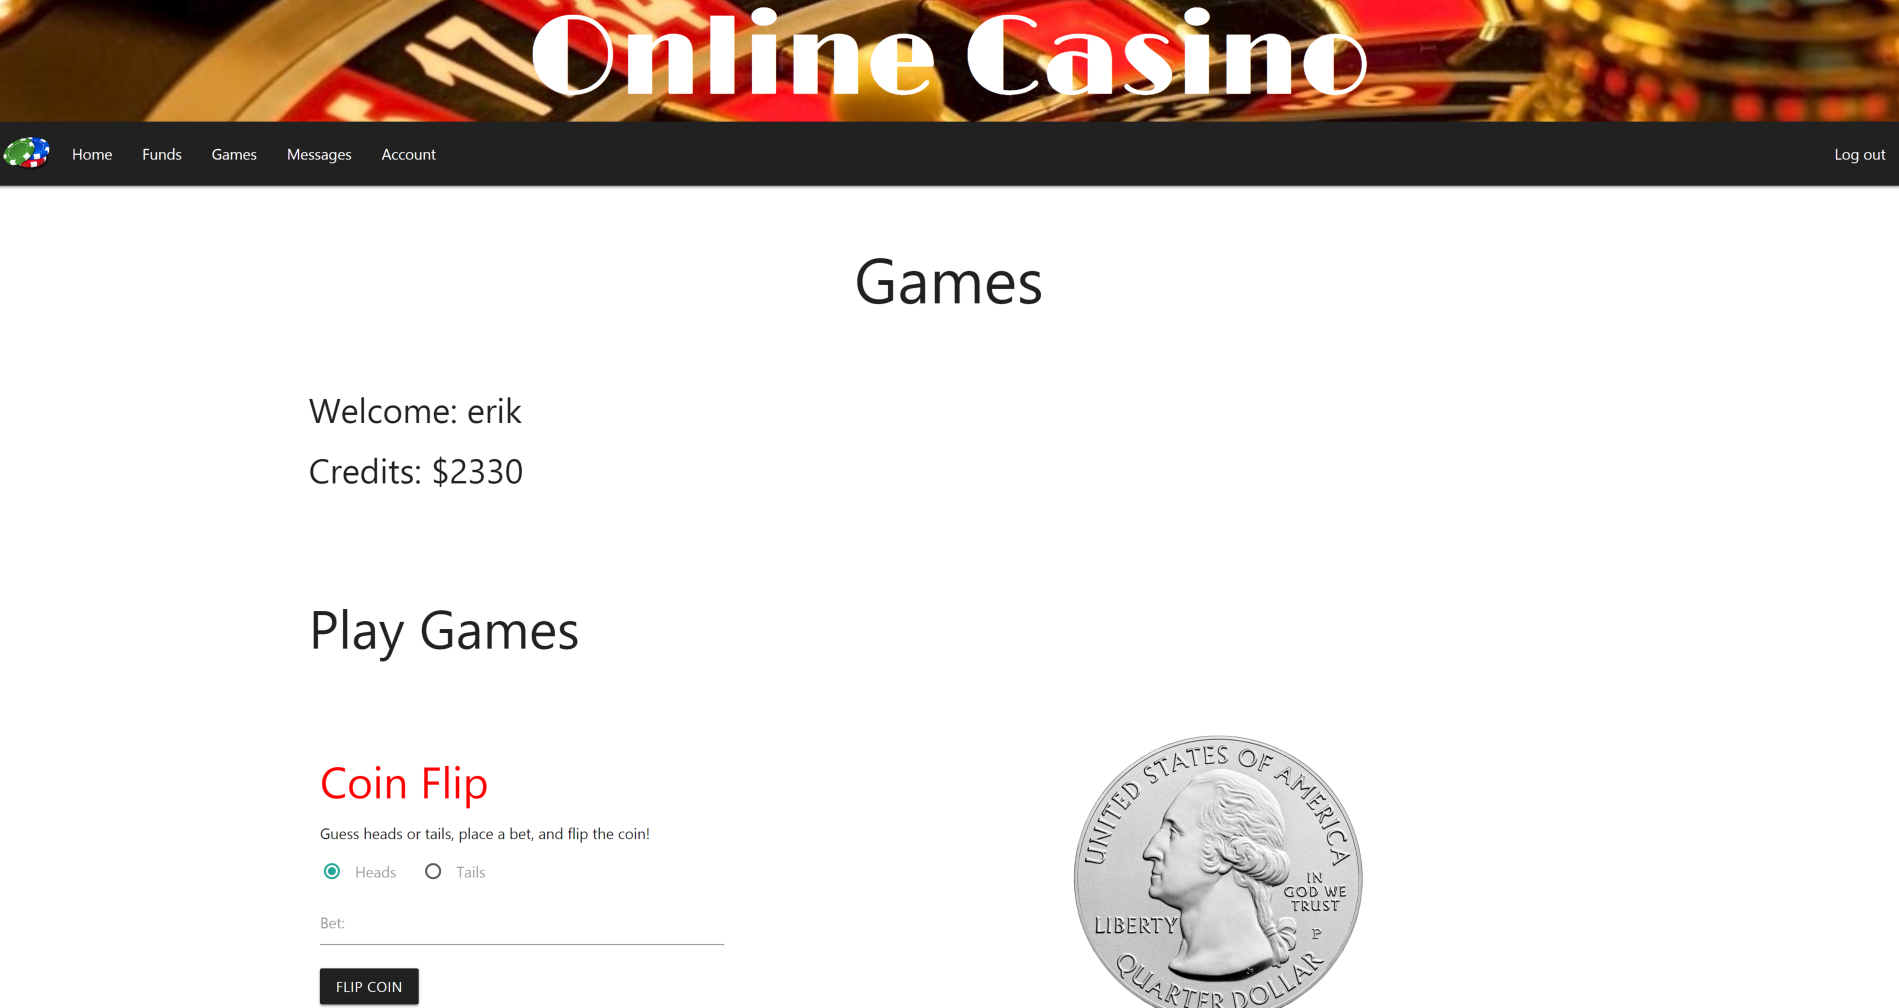 Online Casino
17
34
Home Funds Games Messages Account Log out
Games
Welcome: erik
Credits: $2330
Play Games
Coin Flip
Guess heads or tails, place a bet, and flip the coin!
Heads Tails
Bet:
FLIP COIN
UNITED STATES OF AMERICA
IN
GOD WE
TRUST
LIBERTY
P
QUARTER DOLLAR